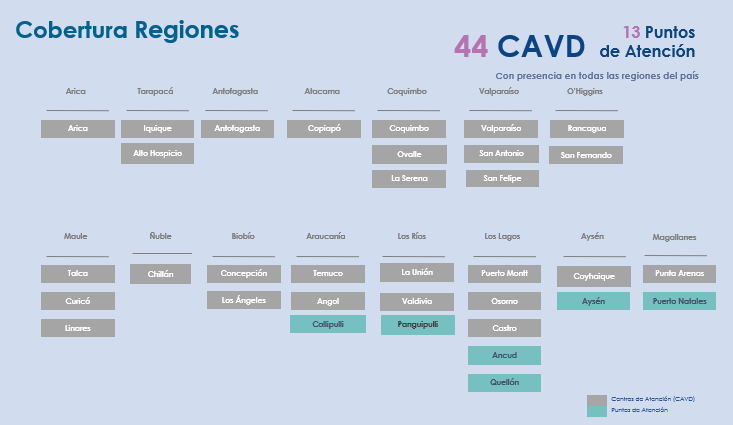 Cobertura Regiones
44 CAVD
13 Puntos
de Atención
Con presencia en todas las regiones del país
Arica
Tarapacá
Antofagasta
Atacama
Coquimbo
Valparaíso
O'Higgins
Arica
Iquique
Antofagasta
Copiapó
Coquimbo
Valparaíso
Rancagua
Alto Hospicio
Ovalle
San Antonio
San Fernando
La Serena
San Felipe
Maule
Ñuble
Biobío
Araucanía
Los Ríos
Los Lagos
Aysén
Magallanes
Talca
Chillán
Concepción
Temuco
La Unión
Puerto Montt
Coyhaique
Punta Arenas
Curicó
Los Ángeles
Angol
Valdivia
Osorno
Aysén
Puerto Natales
Linares
Collipulli
Panguipulli
Castro
Ancud
Quellón
Centros de Atención (CAVD)
Puntos de Atención